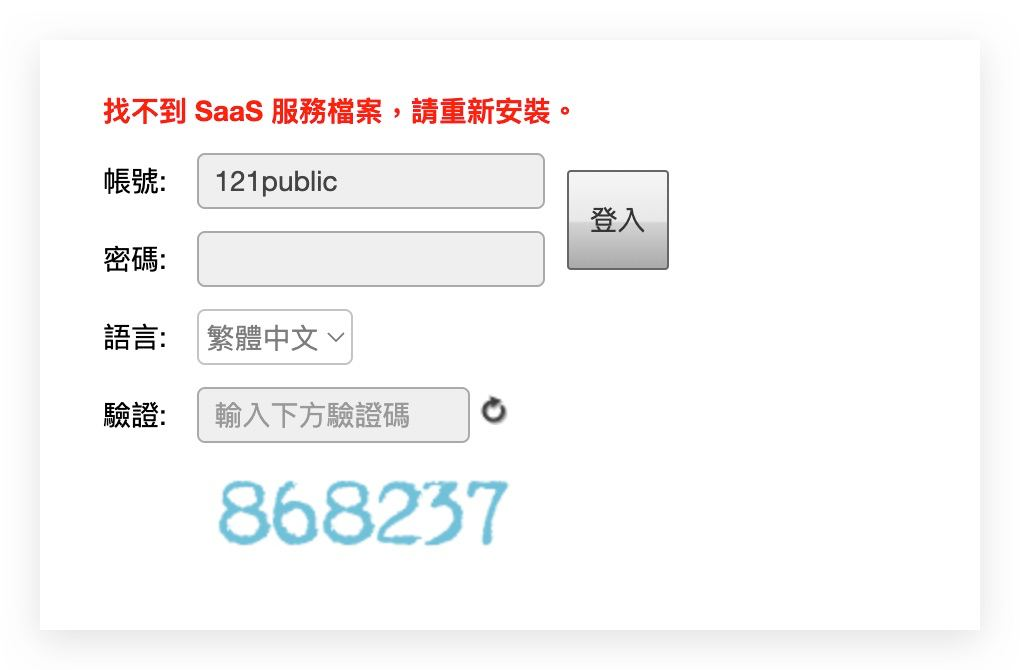 找不到 SaaS 服務檔案，請重新安裝。
帳號: 121public
登入
密碼:
語言: 繁體中文
驗證: 輸入下方驗證碼
868237